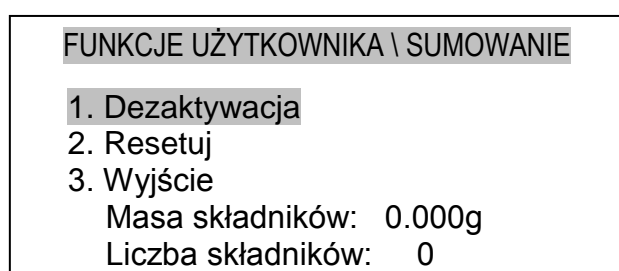 FUNKCJE UŻYTKOWNIKA \ SUMOWANIE
1. Dezaktywacja
2. Resetuj
3. Wyjście
Masa składników: 0.000g
Liczba składników: 0